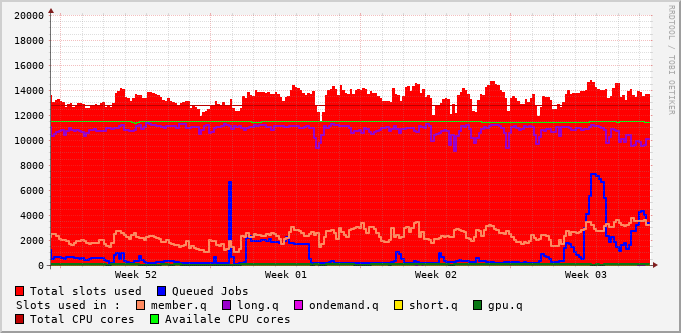 20000
18000
16000
14000
12000
10000
8000
6000
4000
2000
0
Week 52 Week 01 Week 02 Week 03
RRDTOOL / TOBI OETIKER
Total slots used Queued Jobs
Slots used in : member.q long.q ondemand.q short.q gpu.q
Total CPU cores Availale CPU cores